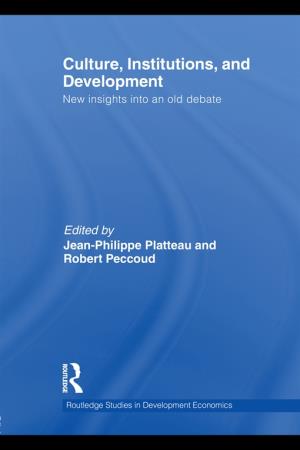 Culture, Institutions, and
Development
New insights into an old debate
Edited by
Jean-Philippe Platteau and
Robert Peccoud
ROUTLEDGE
Routledge Studies in Development Economics